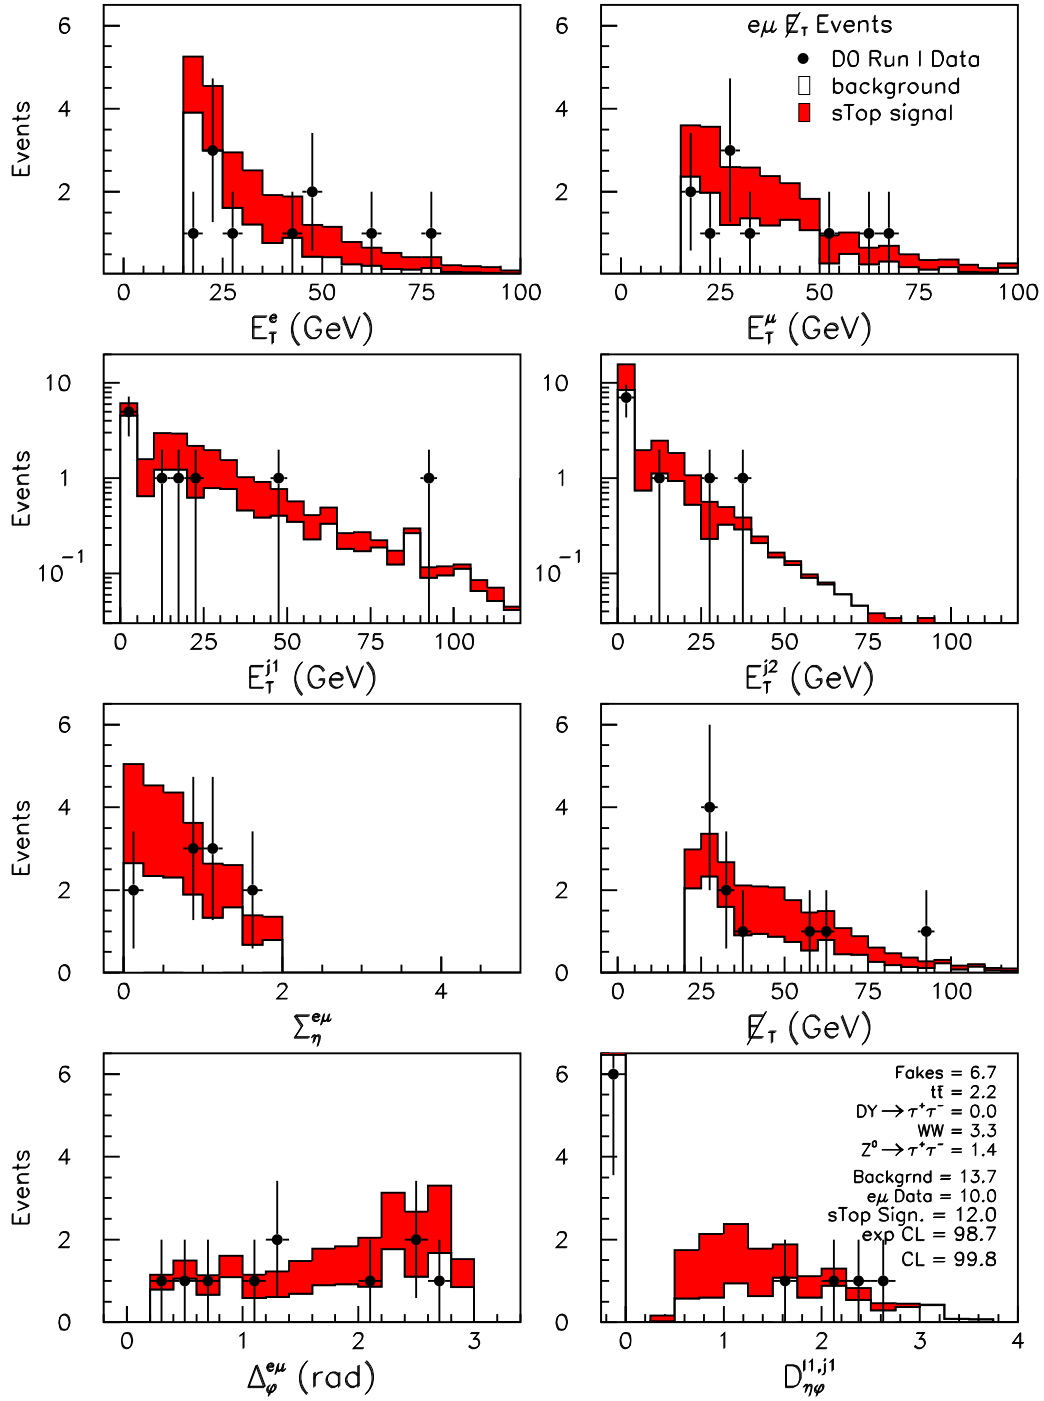 eμ E̸_T Events
D0 Run I Data
background
sTop signal
Events
6
4
2
0
25
50
75
100
E_T^e (GeV)
0
25
50
75
100
E_T^μ (GeV)
6
4
2
Events
10
1
10^-1
0
25
50
75
100
E_T^j1 (GeV)
10
1
10^-1
0
25
50
75
100
E_T^j2 (GeV)
Events
6
4
2
0
0
2
4
Σ_η^eμ
6
4
2
0
0
25
50
75
100
E̸_T (GeV)
Events
6
4
2
0
0
1
2
3
Δ_φ^eμ (rad)
6
4
2
0
Fakes = 6.7
tt̄ = 2.2
DY→τ⁺τ⁻ = 0.0
WW = 3.3
Z⁰→τ⁺τ⁻ = 1.4
Backgrnd = 13.7
eμ Data = 10.0
sTop Sign. = 12.0
exp CL = 98.7
CL = 99.8
0
1
2
3
4
D_ηφ^l1,j1